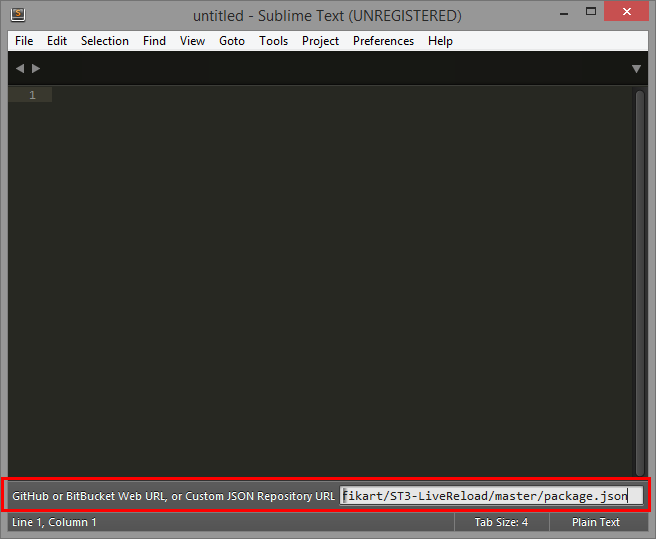 untitled - Sublime Text (UNREGISTERED)
File Edit Selection Find View Goto Tools Project Preferences Help
1
GitHub or BitBucket Web URL, or Custom JSON Repository URL fikart/ST3-LiveReload/master/package.json
Line 1, Column 1 Tab Size: 4 Plain Text